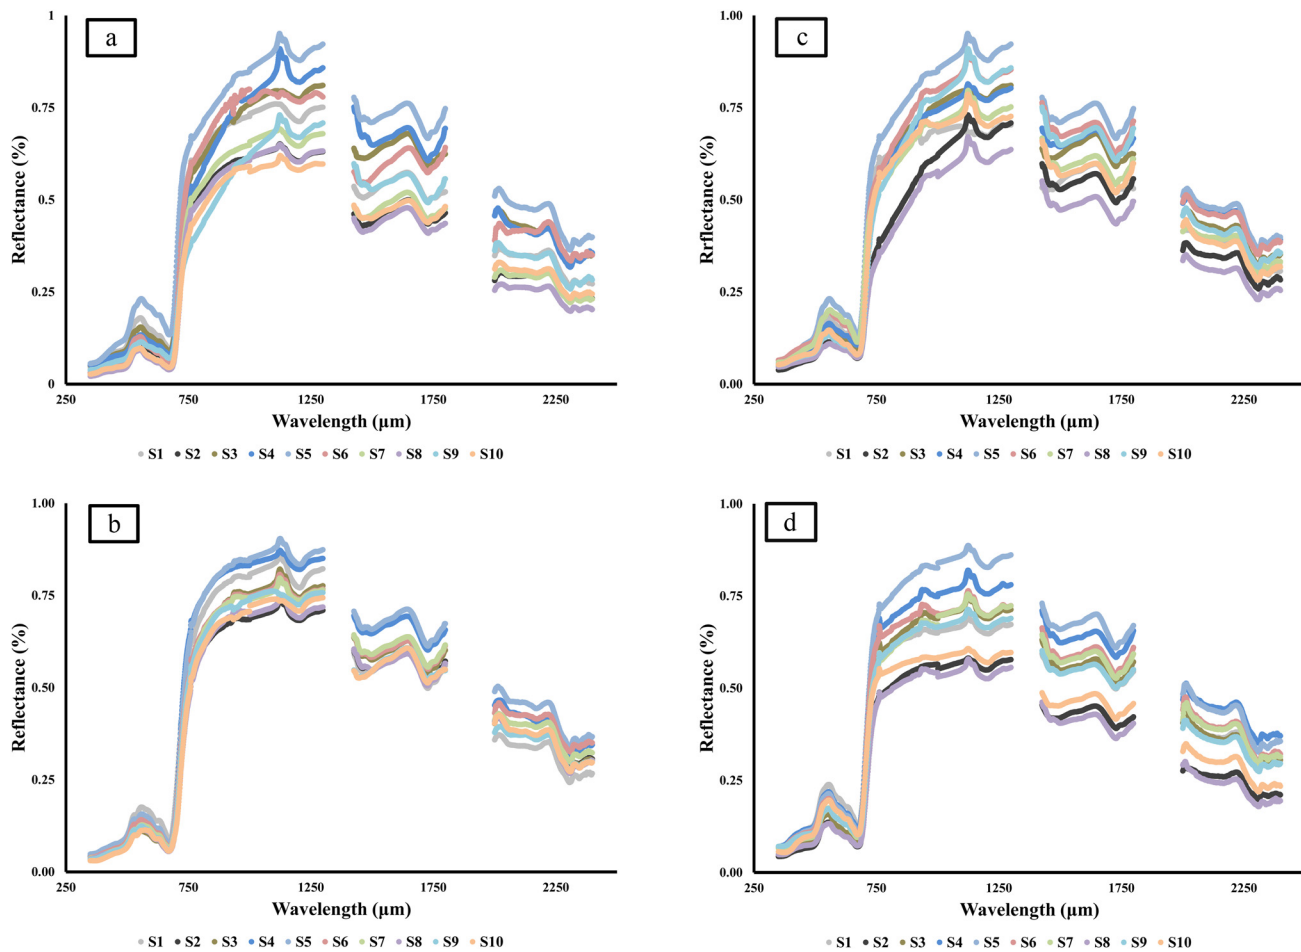 a
1
0.75
0.5
0.25
0
Reflectance (%)
250 750 1250 1750 2250
Wavelength (µm)
S1 S2 S3 S4 S5 S6 S7 S8 S9 S10
c
1.00
0.75
0.50
0.25
0.00
Rrflectance (%)
250 750 1250 1750 2250
Wavelength (µm)
S1 S2 S3 S4 S5 S6 S7 S8 S9 S10
b
1.00
0.75
0.50
0.25
0.00
Reflectance (%)
250 750 1250 1750 2250
Wavelength (µm)
S1 S2 S3 S4 S5 S6 S7 S8 S9 S10
d
1.00
0.75
0.50
0.25
0.00
Reflectance (%)
250 750 1250 1750 2250
Wavelength (µm)
S1 S2 S3 S4 S5 S6 S7 S8 S9 S10